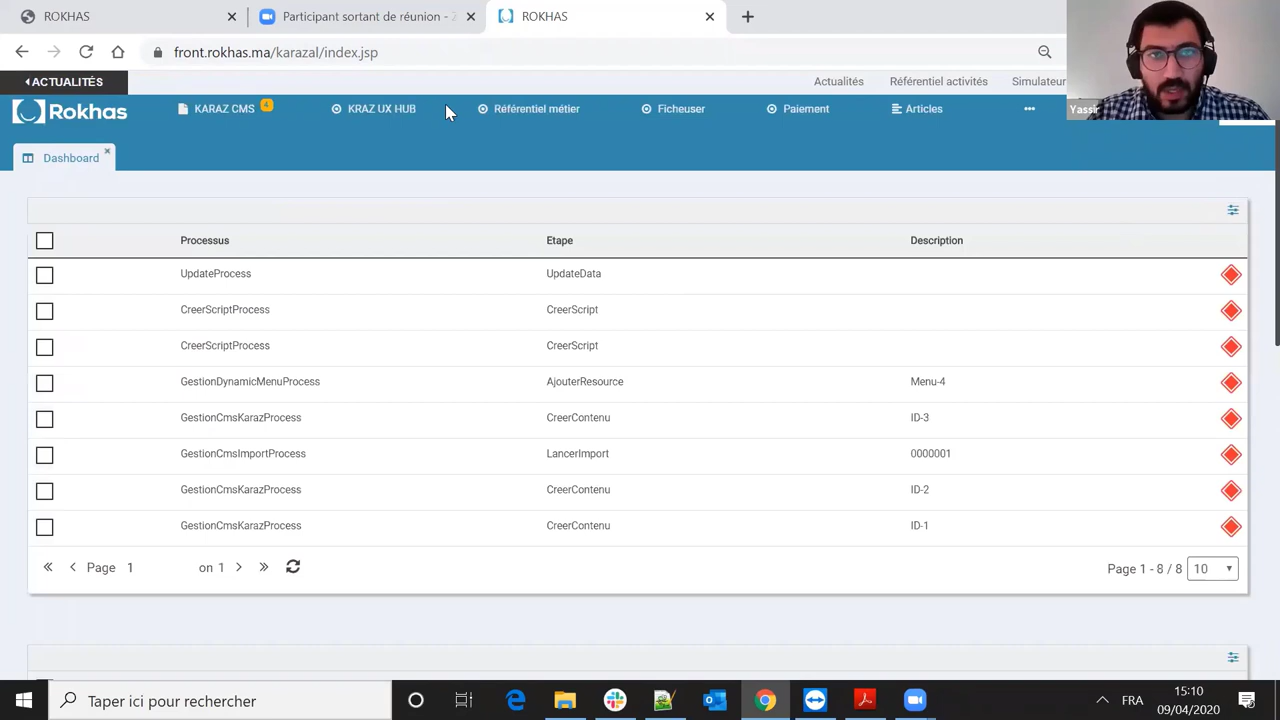 ROKHAS
Participant sortant de réunion - Z
ROKHAS
front.rokhas.ma/karazal/index.jsp
ACTUALITÉS
Actualités
Référentiel activités
Simulateur
Rokhas
KARAZ CMS 4
KRAZ UX HUB
Référentiel métier
Ficheuser
Paiement
Articles
Yassir
Dashboard
Processus Etape Description
UpdateProcess UpdateData
CreerScriptProcess CreerScript
CreerScriptProcess CreerScript
GestionDynamicMenuProcess AjouterResource Menu-4
GestionCmsKarazProcess CreerContenu ID-3
GestionCmsImportProcess LancerImport 0000001
GestionCmsKarazProcess CreerContenu ID-2
GestionCmsKarazProcess CreerContenu ID-1
Page 1 on 1
Page 1 - 8 / 8 10
Taper ici pour rechercher
FRA
15:10
09/04/2020